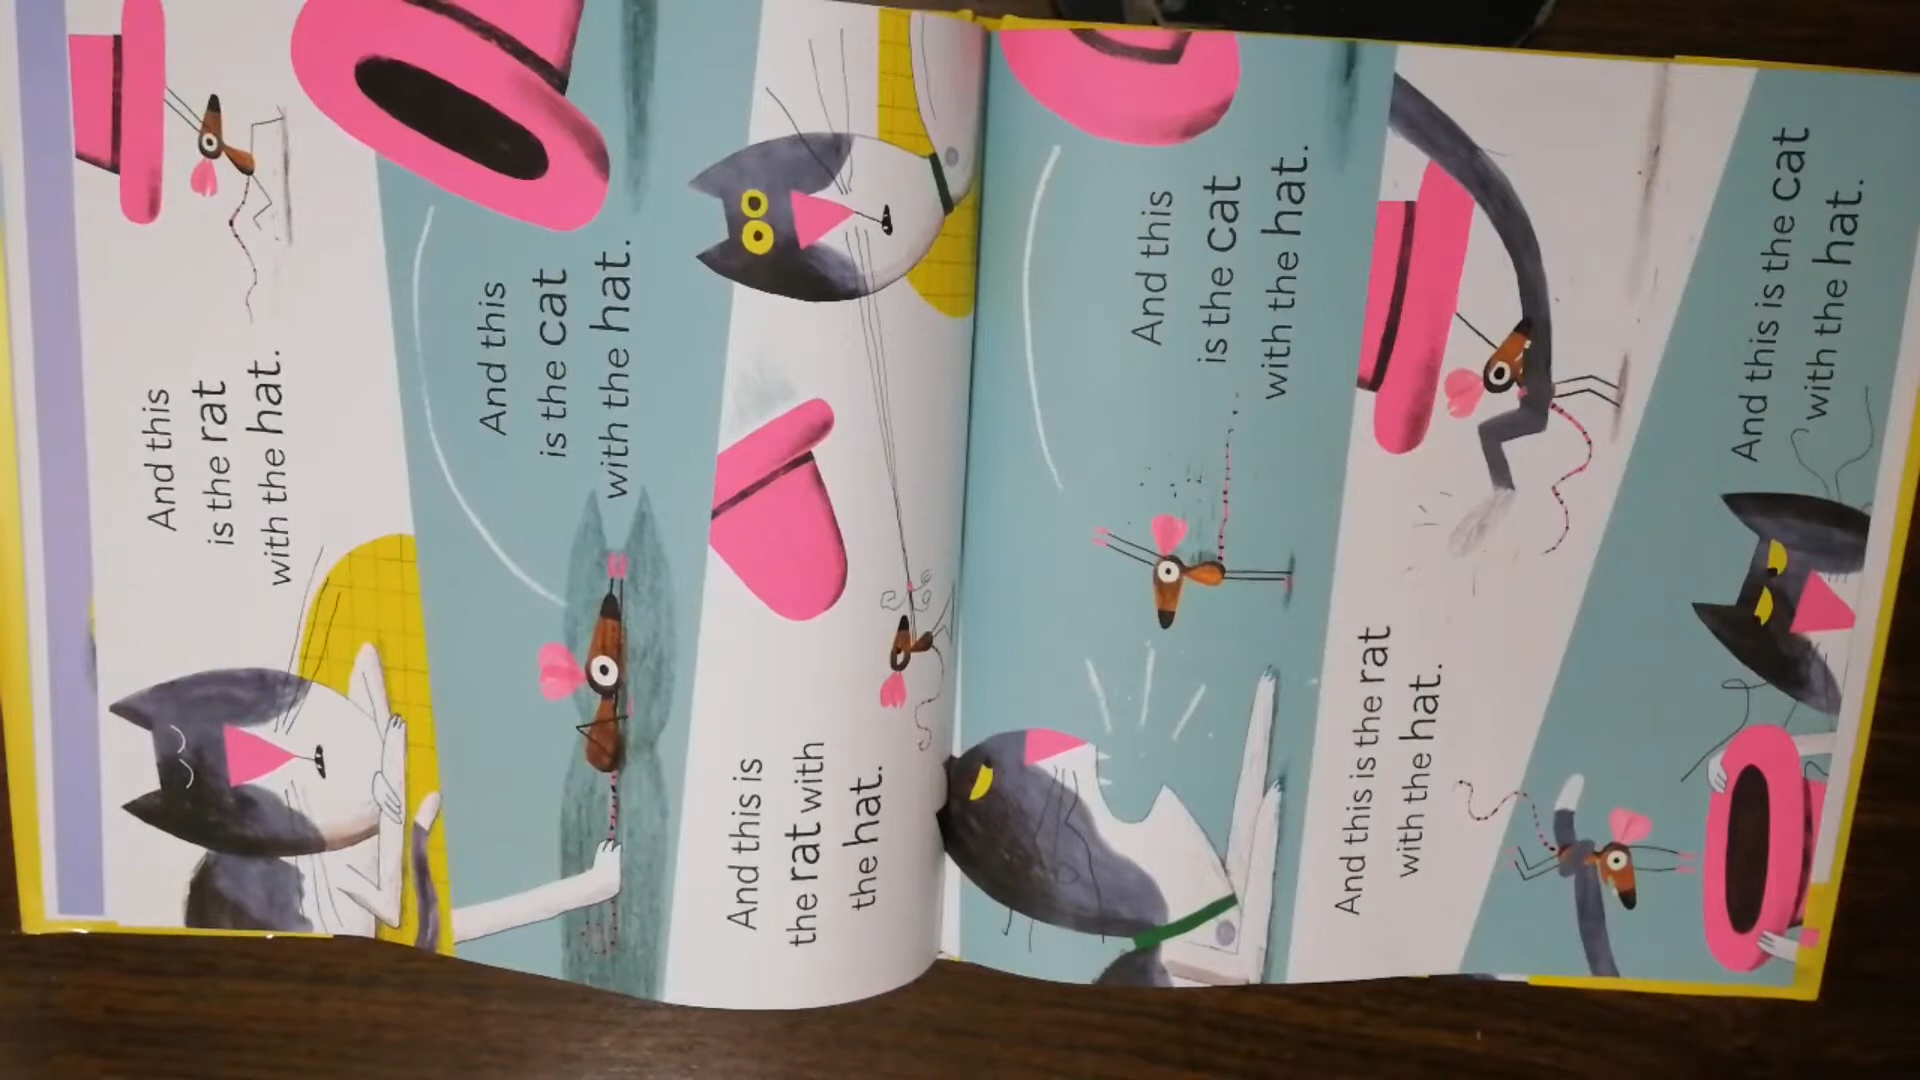 And this
is the rat
with the hat.
And this
is the cat
with the hat.
And this is
the rat with
the hat.
And this
is the cat
with the hat.
And this is the rat
with the hat.
And this is the cat
with the hat.